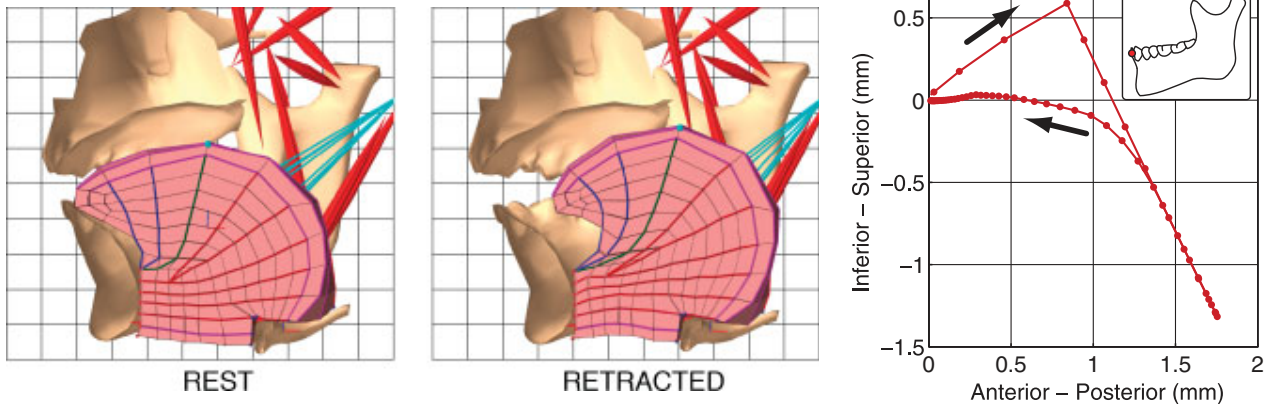 REST
RETRACTED
Inferior – Superior (mm)
0.5
0
−0.5
−1
−1.5
0
0.5
1
1.5
2
Anterior – Posterior (mm)